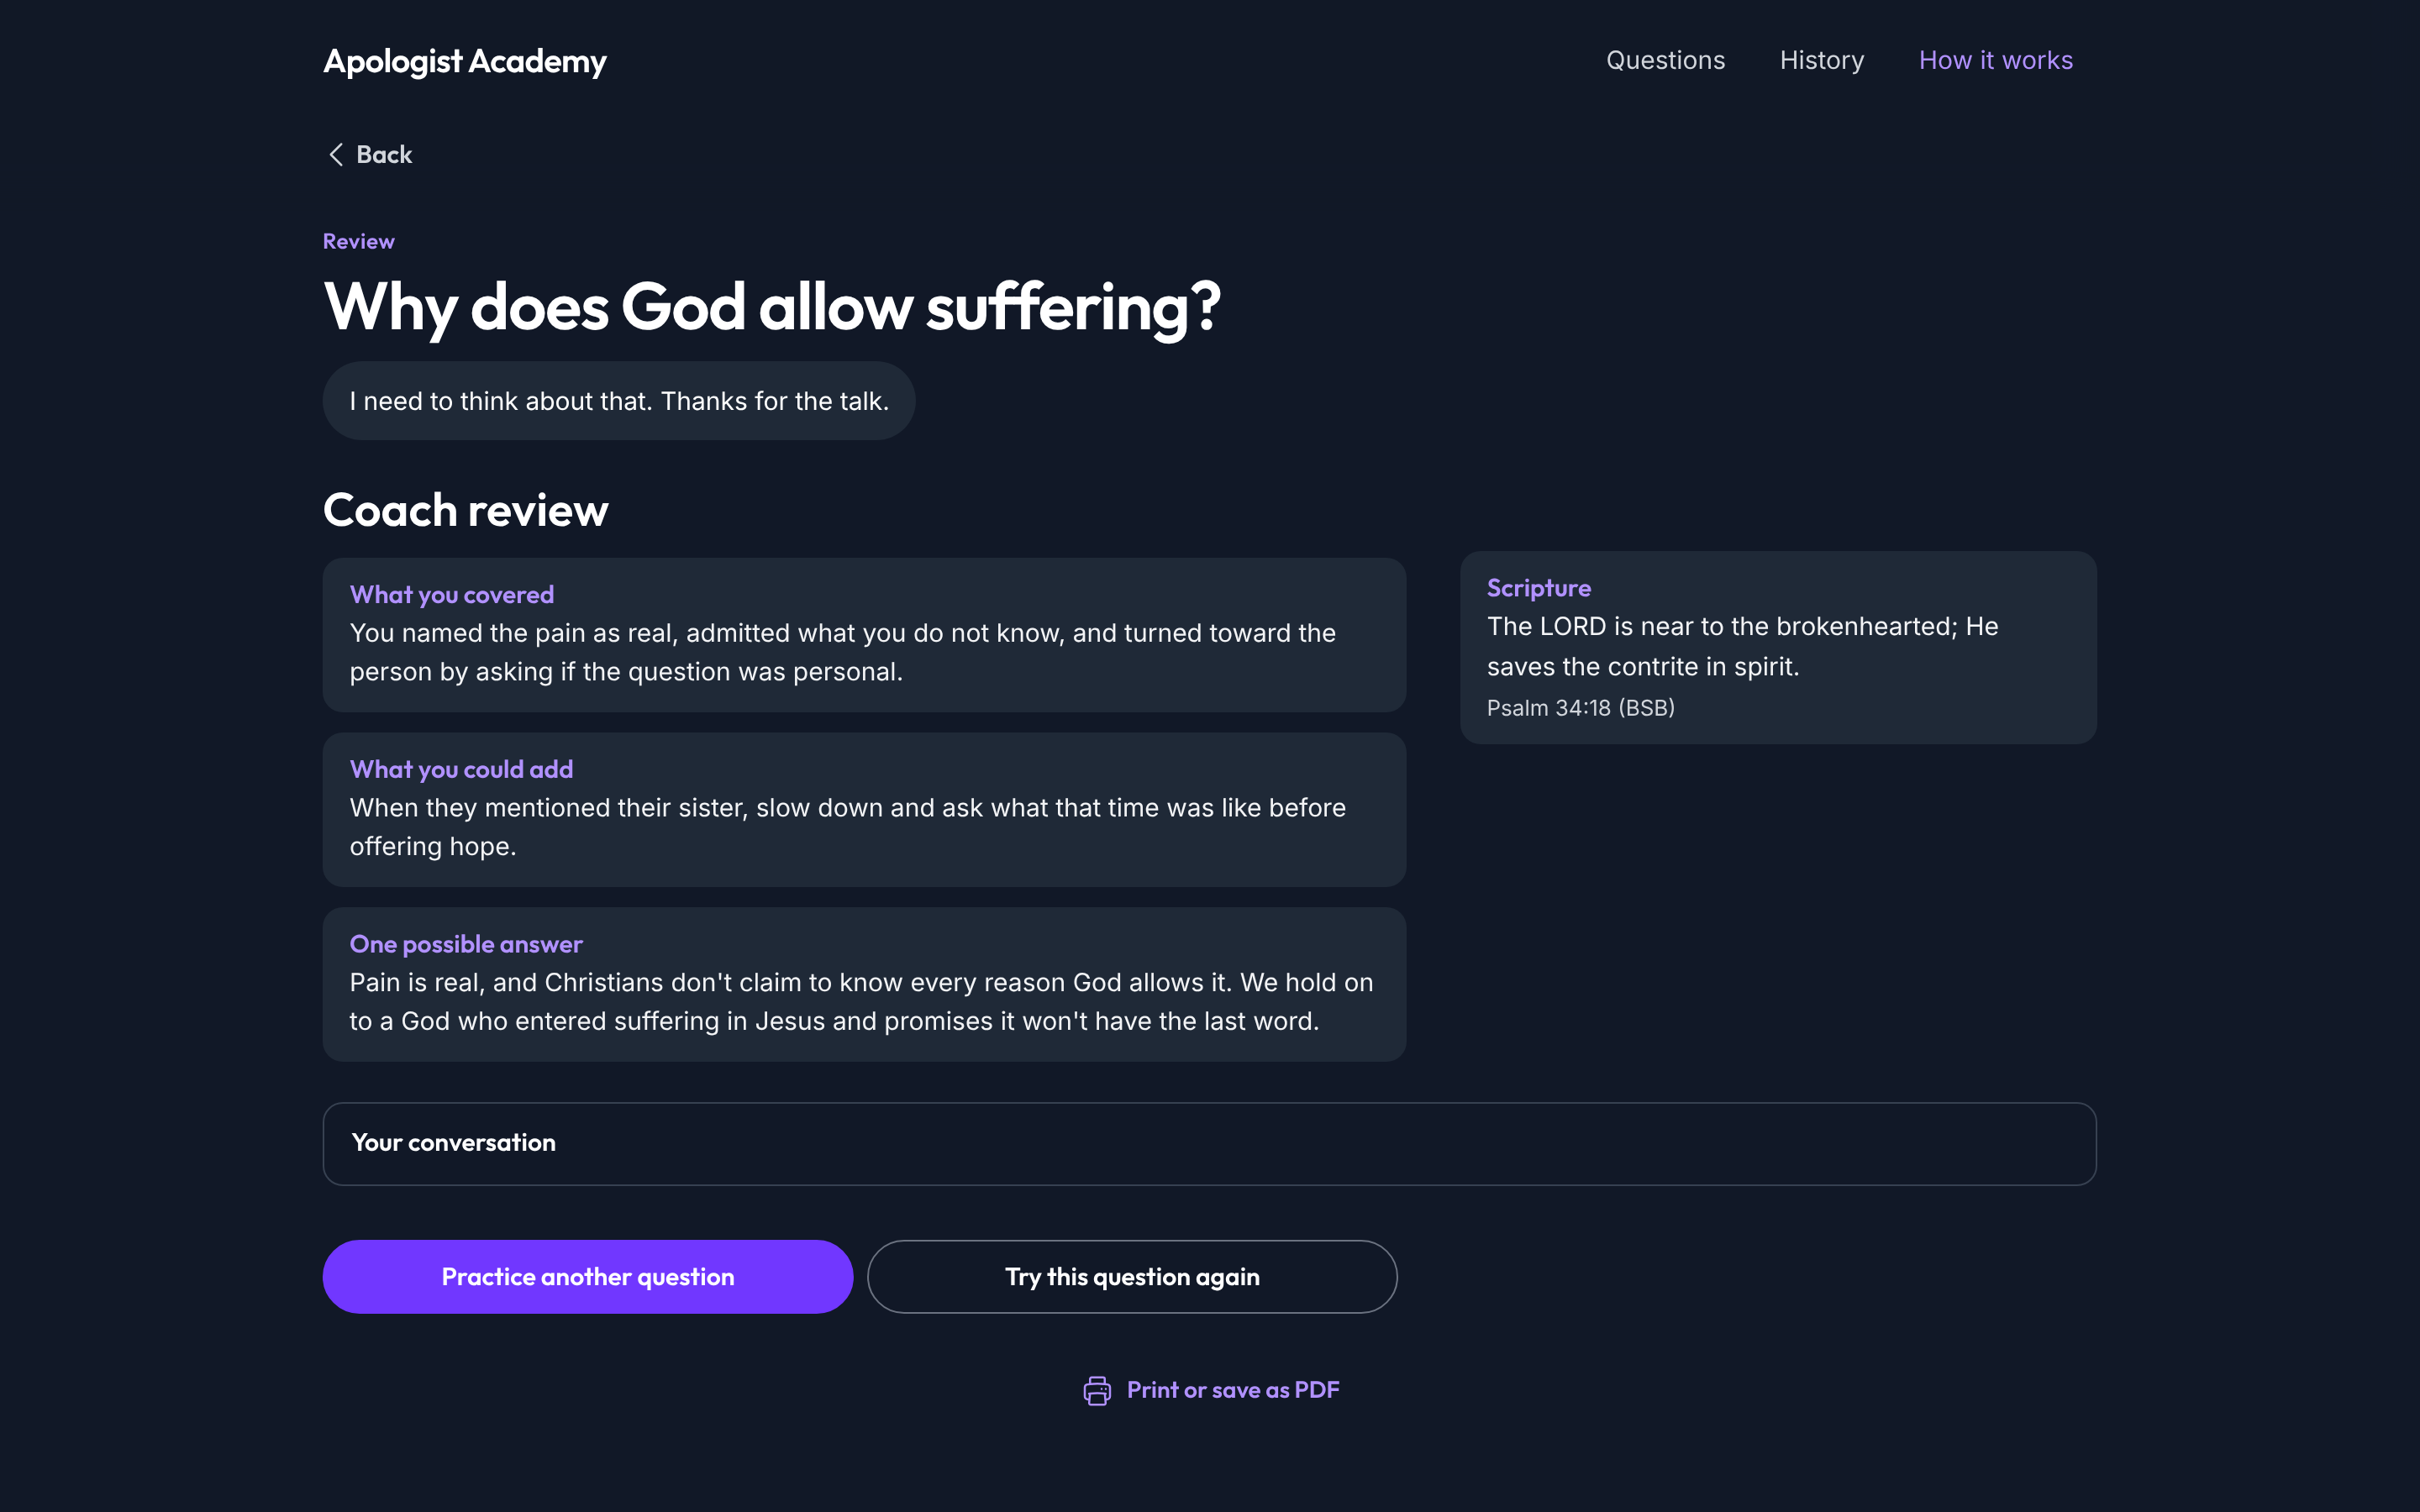 Apologist Academy
Questions
History
How it works
Back
Review
Why does God allow suffering?
I need to think about that. Thanks for the talk.
Coach review
What you covered
You named the pain as real, admitted what you do not know, and turned toward the
person by asking if the question was personal.
What you could add
When they mentioned their sister, slow down and ask what that time was like before
offering hope.
One possible answer
Pain is real, and Christians don't claim to know every reason God allows it. We hold on
to a God who entered suffering in Jesus and promises it won't have the last word.
Scripture
The LORD is near to the brokenhearted; He
saves the contrite in spirit.
Psalm 34:18 (BSB)
Your conversation
Practice another question
Try this question again
Print or save as PDF